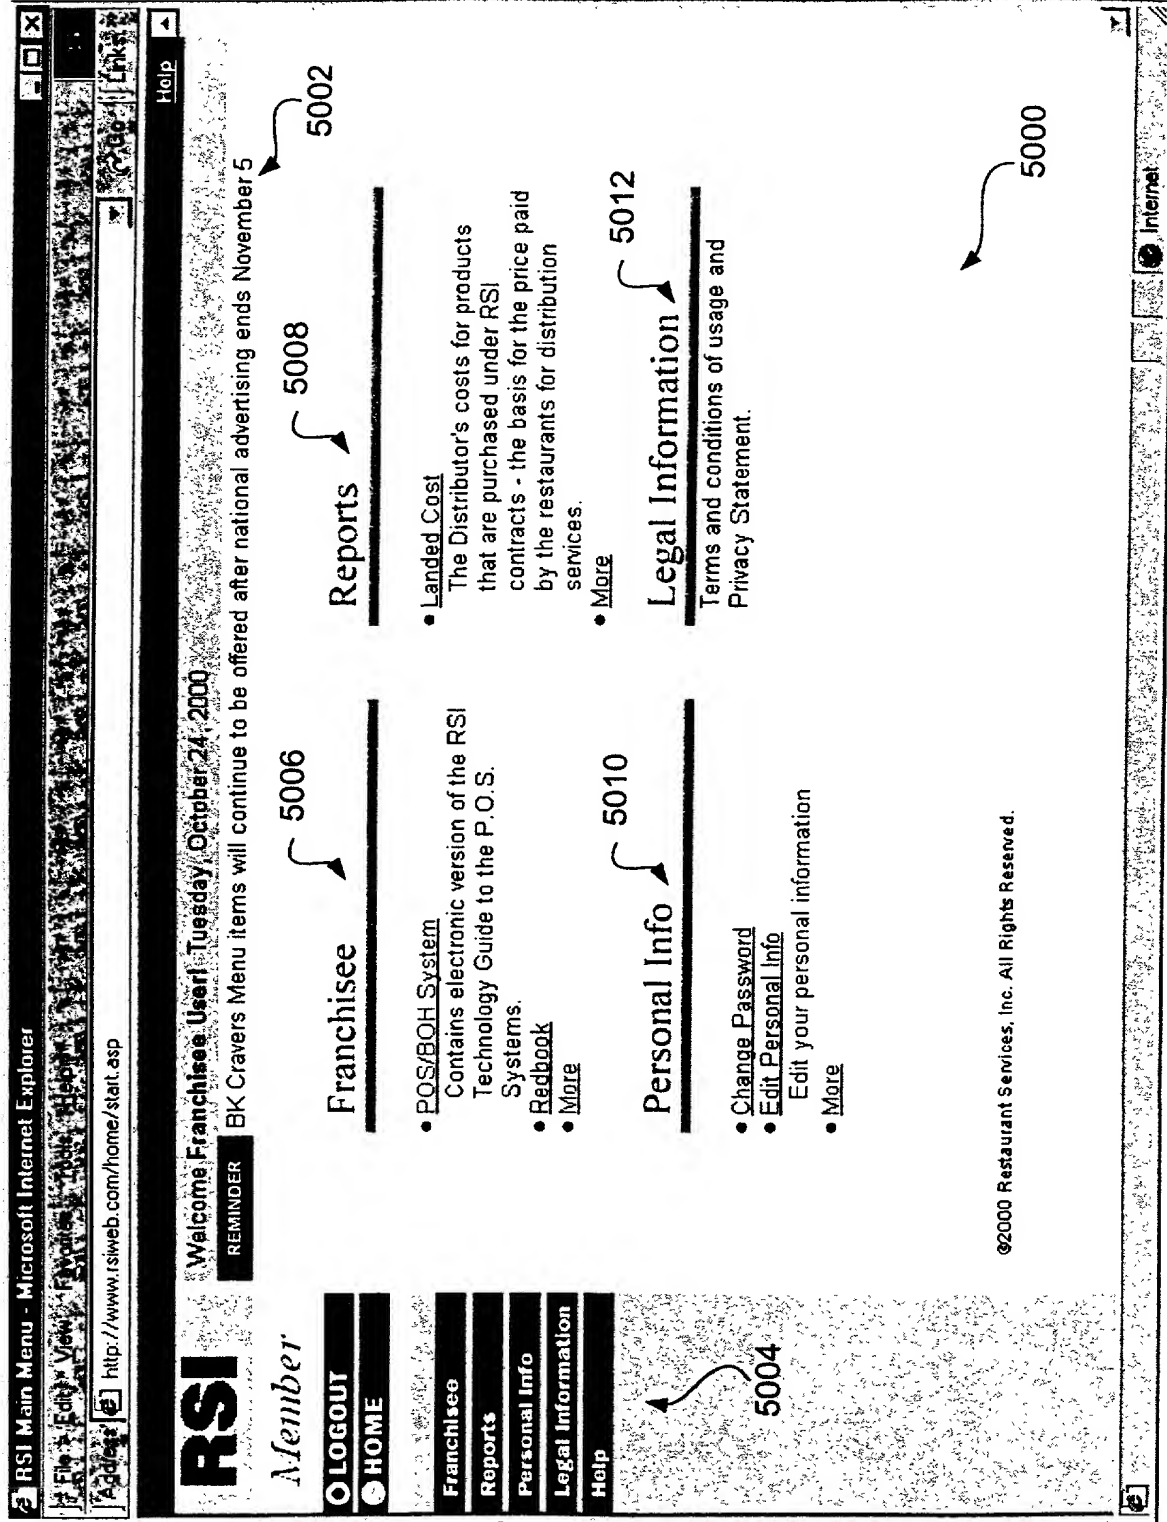 RSI Main Menu - Microsoft Internet Explorer
File Edit View Favorites Tools Help
Address http://www.rsiweb.com/home/start.asp Go Links »
Help
RSI
Welcome Franchisee User! Tuesday, October 24, 2000
REMINDER BK Cravers Menu items will continue to be offered after national advertising ends November 5
5002
Member
LOGOUT
HOME
Franchisee
Reports
Personal Info
Legal Information
Help
5004
Franchisee
5006
• POS/BOH System
Contains electronic version of the RSI
Technology Guide to the P.O.S.
Systems.
• Redbook
• More
Reports
5008
• Landed Cost
The Distributor's costs for products
that are purchased under RSI
contracts - the basis for the price paid
by the restaurants for distribution
services.
• More
Personal Info
5010
• Change Password
• Edit Personal Info
Edit your personal information
• More
Legal Information
5012
Terms and conditions of usage and
Privacy Statement.
©2000 Restaurant Services, Inc. All Rights Reserved.
5000
Internet